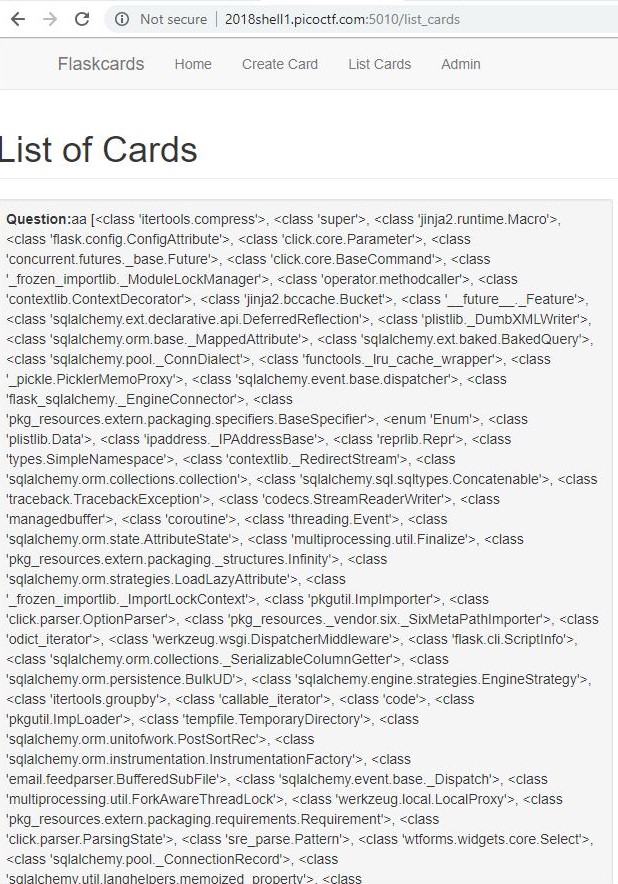 Not secure | 2018shell1.picoctf.com:5010/list_cards
Flaskcards Home Create Card List Cards Admin
List of Cards
Question:aa [<class 'itertools.compress'>, <class 'super'>, <class 'jinja2.runtime.Macro'>,
<class 'flask.config.ConfigAttribute'>, <class 'click.core.Parameter'>, <class
'concurrent.futures._base.Future'>, <class 'click.core.BaseCommand'>, <class
'_frozen_importlib._ModuleLockManager'>, <class 'operator.methodcaller'>, <class
'contextlib.ContextDecorator'>, <class 'jinja2.bccache.Bucket'>, <class '__future__._Feature'>,
<class 'sqlalchemy.ext.declarative.api.DeferredReflection'>, <class 'plistlib._DumbXMLWriter'>,
<class 'sqlalchemy.orm.base._MappedAttribute'>, <class 'sqlalchemy.ext.baked.BakedQuery'>,
<class 'sqlalchemy.pool._ConnDialect'>, <class 'functools._lru_cache_wrapper'>, <class
'_pickle.PicklerMemoProxy'>, <class 'sqlalchemy.event.base.dispatcher'>, <class
'flask_sqlalchemy._EngineConnector'>, <class
'pkg_resources.extern.packaging.specifiers.BaseSpecifier'>, <enum 'Enum'>, <class
'plistlib.Data'>, <class 'ipaddress._IPAddressBase'>, <class 'reprlib.Repr'>, <class
'types.SimpleNamespace'>, <class 'contextlib._RedirectStream'>, <class
'sqlalchemy.orm.collections.collection'>, <class 'sqlalchemy.sql.sqltypes.Concatenable'>, <class
'traceback.TracebackException'>, <class 'codecs.StreamReaderWriter'>, <class
'managedbuffer'>, <class 'coroutine'>, <class 'threading.Event'>, <class
'sqlalchemy.orm.state.AttributeState'>, <class 'multiprocessing.util.Finalize'>, <class
'pkg_resources.extern.packaging._structures.Infinity'>, <class
'sqlalchemy.orm.strategies.LoadLazyAttribute'>, <class
'_frozen_importlib._ImportLockContext'>, <class 'pkgutil.ImpImporter'>, <class
'click.parser.OptionParser'>, <class 'pkg_resources._vendor.six._SixMetaPathImporter'>, <class
'odict_iterator'>, <class 'werkzeug.wsgi.DispatcherMiddleware'>, <class 'flask.cli.ScriptInfo'>,
<class 'sqlalchemy.orm.collections._SerializableColumnGetter'>, <class
'sqlalchemy.orm.persistence.BulkUD'>, <class 'sqlalchemy.engine.strategies.EngineStrategy'>,
<class 'itertools.groupby'>, <class 'callable_iterator'>, <class 'code'>, <class
'pkgutil.ImpLoader'>, <class 'tempfile.TemporaryDirectory'>, <class
'sqlalchemy.orm.unitofwork.PostSortRec'>, <class
'sqlalchemy.orm.instrumentation.InstrumentationFactory'>, <class
'email.feedparser.BufferedSubFile'>, <class 'sqlalchemy.event.base._Dispatch'>, <class
'multiprocessing.util.ForkAwareThreadLock'>, <class 'werkzeug.local.LocalProxy'>, <class
'pkg_resources.extern.packaging.requirements.Requirement'>, <class
'click.parser.ParsingState'>, <class 'sre_parse.Pattern'>, <class 'wtforms.widgets.core.Select'>,
<class 'sqlalchemy.pool._ConnectionRecord'>, <class
'sqlalchemy.util.langhelpers.memoized_property'>, <class